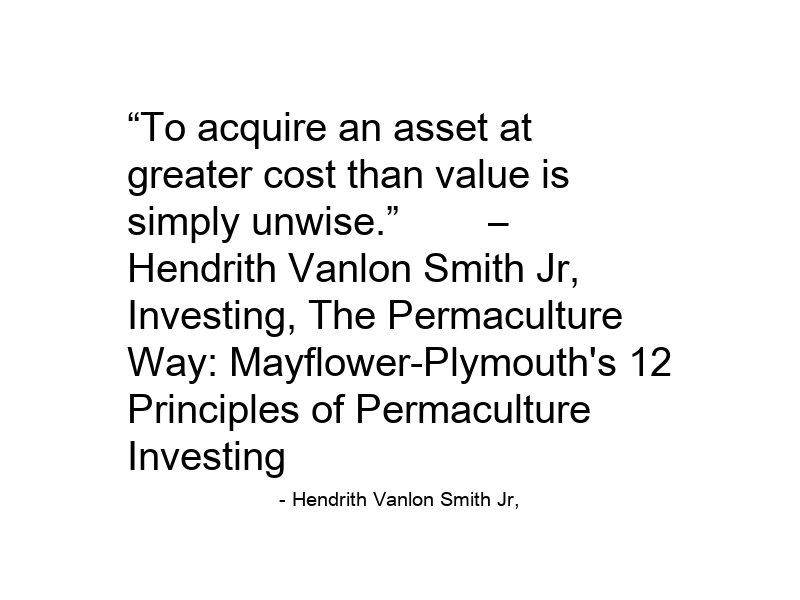 “To acquire an asset at
greater cost than value is
simply unwise.” –
Hendrith Vanlon Smith Jr,
Investing, The Permaculture
Way: Mayflower-Plymouth's 12
Principles of Permaculture
Investing
- Hendrith Vanlon Smith Jr,